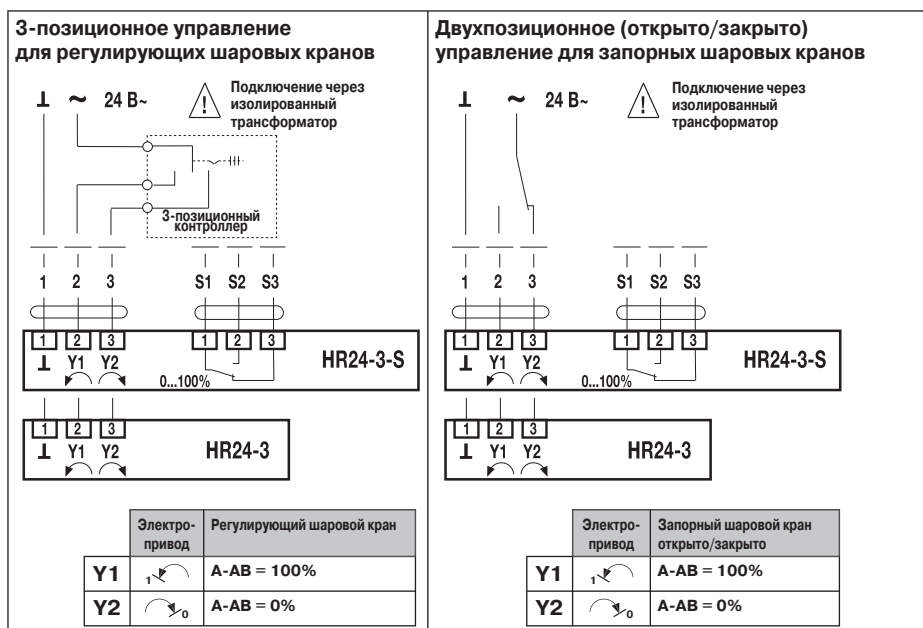 3-позиционное управление
для регулирующих шаровых кранов
⊥ ~ 24 В~
Подключение через
изолированный
трансформатор
!
3-позиционный
контроллер
1 2 3 S1 S2 S3
1 2 3 1 2 3
⊥ Y1 Y2
0...100%
HR24-3-S
1 2 3
⊥ Y1 Y2
HR24-3
Электро-
привод
Регулирующий шаровой кран
Y1 1 A-AB = 100%
Y2 0 A-AB = 0%
Двухпозиционное (открыто/закрыто)
управление для запорных шаровых кранов
⊥ ~ 24 В~
Подключение через
изолированный
трансформатор
!
1 2 3 S1 S2 S3
1 2 3 1 2 3
⊥ Y1 Y2
0...100%
HR24-3-S
1 2 3
⊥ Y1 Y2
HR24-3
Электро-
привод
Запорный шаровой кран
открыто/закрыто
Y1 1 A-AB = 100%
Y2 0 A-AB = 0%